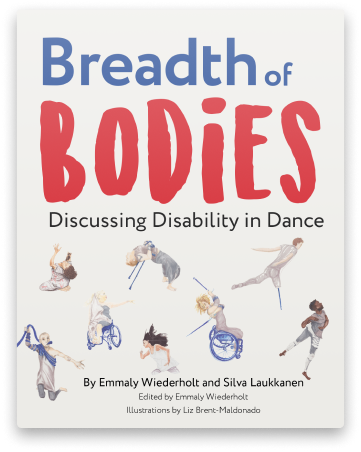 Breadth of
BODiES
Discussing Disability in Dance
By Emmaly Wiederholt and Silva Laukkanen
Edited by Emmaly Wiederholt
Illustrations by Liz Brent-Maldonado